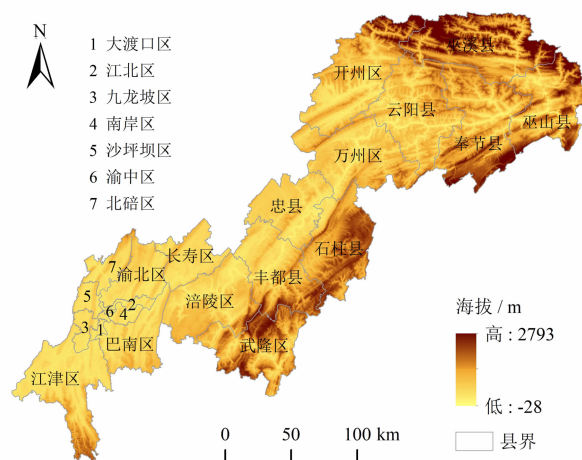 N
1 大渡口区
2 江北区
3 九龙坡区
4 南岸区
5 沙坪坝区
6 渝中区
7 北碚区
巫溪县
开州区
云阳县
巫山县
奉节县
万州区
忠县
石柱县
长寿区
7
渝北区
丰都县
5
涪陵区
6
2
4
3
1
巴南区
武隆区
江津区
海拔 / m
高 : 2793
低 : -28
县界
0 50 100 km